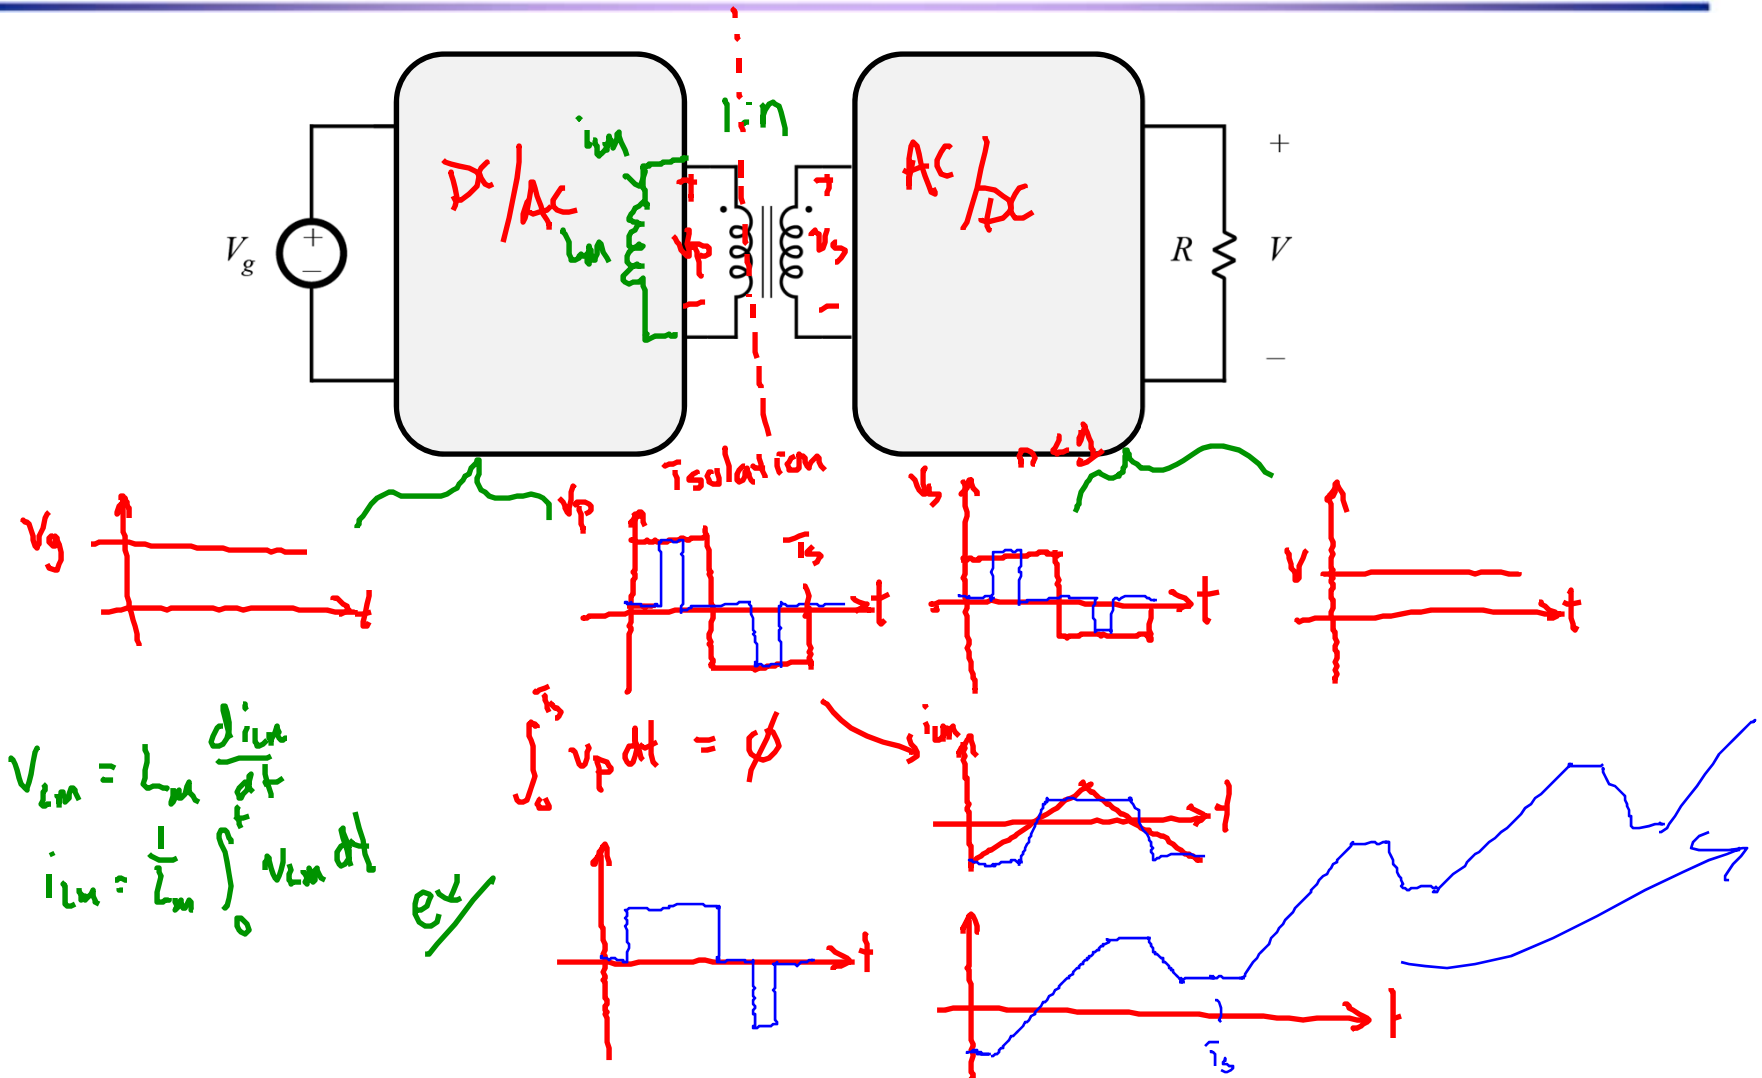 1:n
i_Lm
DC/AC
L_m
+
v_p
-
+
v_s
-
AC/DC
V_g
+
–
R
+
V
–
isolation
n<1
V_g
t
v_p
T_s
t
v_s
t
V
t
V_Lm = L_m di_Lm/dt
i_Lm = 1/L_m ∫_0^t v_Lm dt
∫_0^Ts v_p dt = ∅
i_Lm
t
ex/
t
t
T_s